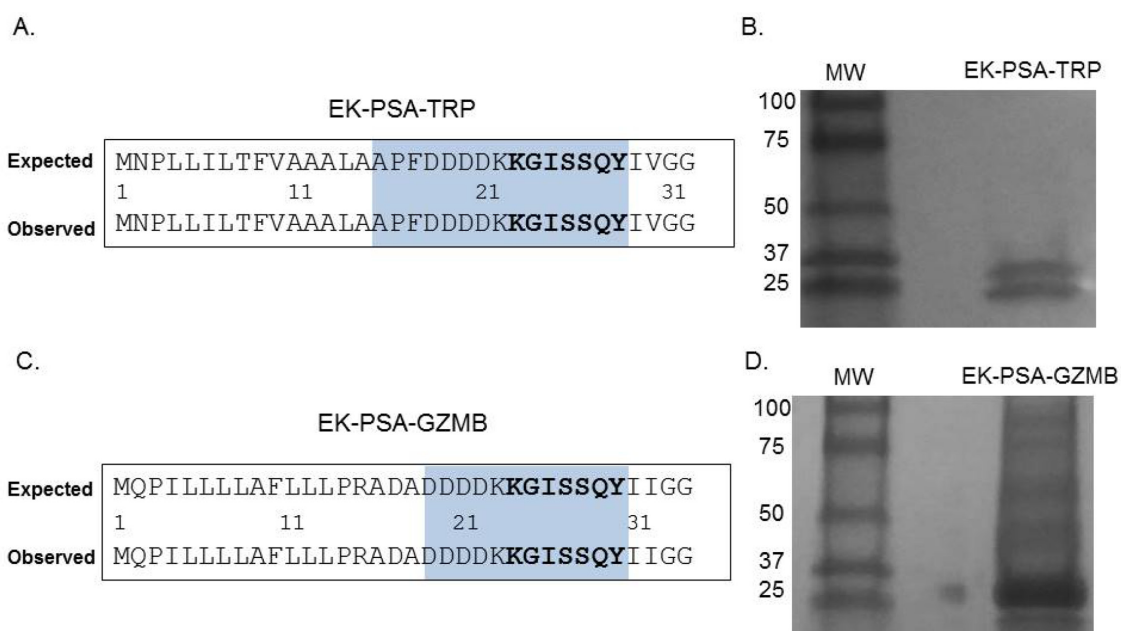 A.
EK-PSA-TRP
Expected MNPLLILTFVAAALAAPFDDDDKKGISSQYIVGG
1 11 21 31
Observed MNPLLILTFVAAALAAPFDDDDKKGISSQYIVGG
B.
MW EK-PSA-TRP
100
75
50
37
25
C.
EK-PSA-GZMB
Expected MQPILLLLAFLLLPRADADDDDKKGISSQYIIGG
1 11 21 31
Observed MQPILLLLAFLLLPRADADDDDKKGISSQYIIGG
D.
MW EK-PSA-GZMB
100
75
50
37
25